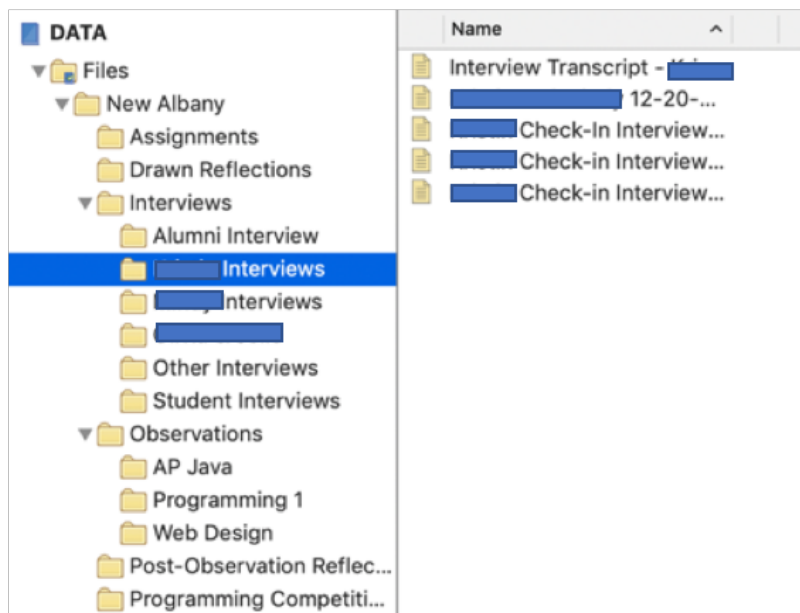 DATA
Files
New Albany
Assignments
Drawn Reflections
Interviews
Alumni Interview
Interviews
nterviews
Other Interviews
Student Interviews
Observations
AP Java
Programming 1
Web Design
Post-Observation Reflec...
Programming Competiti...
Name
Interview Transcript -
12-20-...
Check-In Interview...
Check-in Interview...
Check-in Interview...